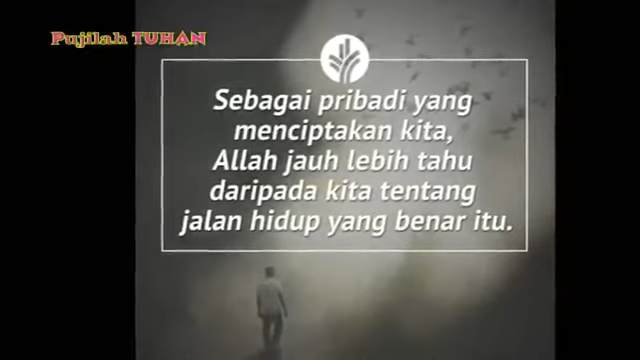 Pujilah TUHAN
Sebagai pribadi yang
menciptakan kita,
Allah jauh lebih tahu
daripada kita tentang
jalan hidup yang benar itu.